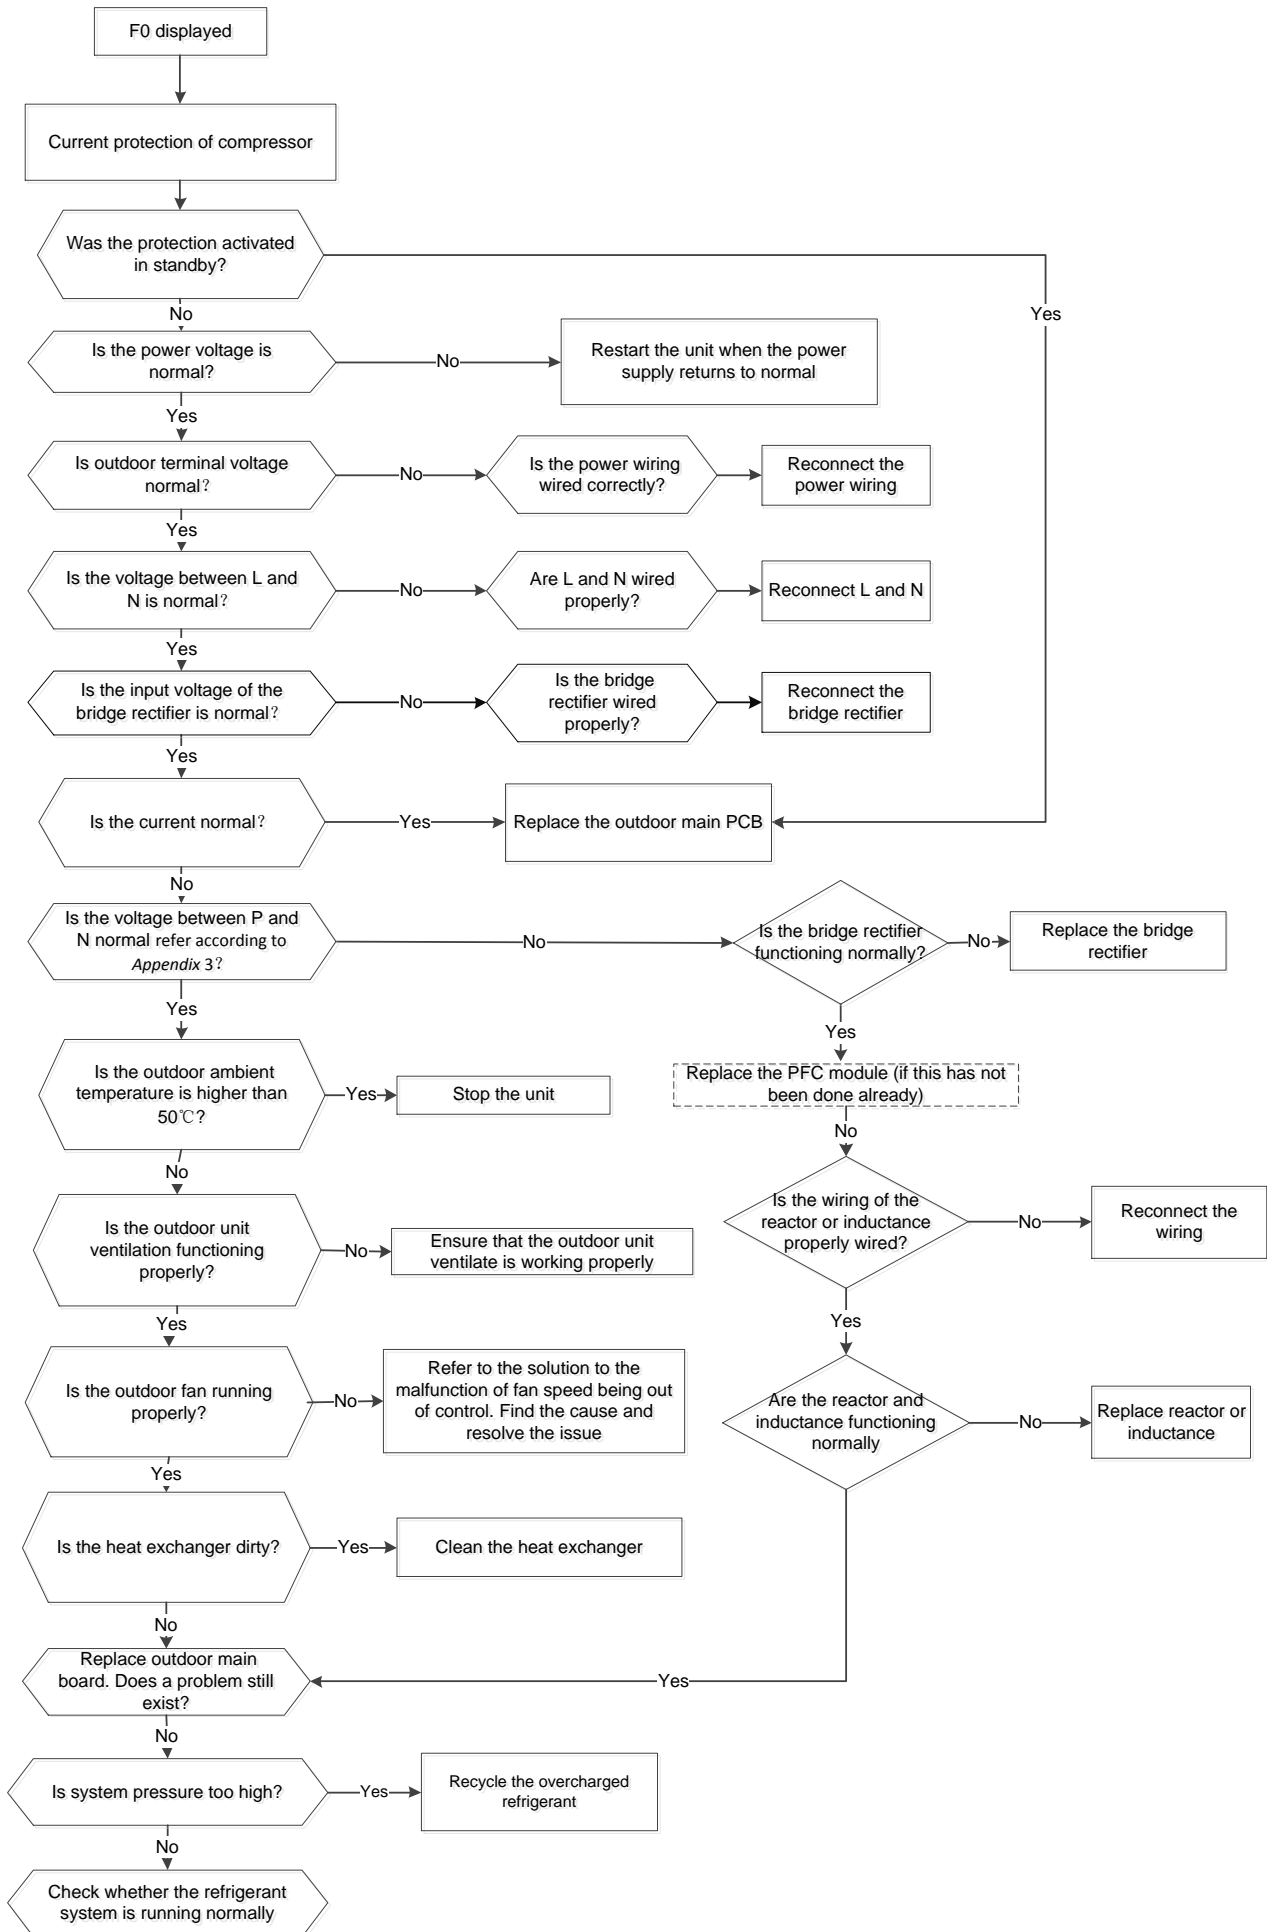 F0 displayed
Current protection of compressor
Was the protection activated
in standby?
Yes
No
Is the power voltage is
normal?
No
Restart the unit when the power
supply returns to normal
Yes
Is outdoor terminal voltage
normal？
No
Is the power wiring
wired correctly?
Reconnect the
power wiring
Yes
Is the voltage between L and
N is normal？
No
Are L and N wired
properly?
Reconnect L and N
Yes
Is the input voltage of the
bridge rectifier is normal？
No
Is the bridge
rectifier wired
properly?
Reconnect the
bridge rectifier
Yes
Is the current normal？
Yes
Replace the outdoor main PCB
No
Is the voltage between P and
N normal refer according to
Appendix 3？
No
Is the bridge rectifier
functioning normally?
No
Replace the bridge
rectifier
Yes
Yes
Replace the PFC module (if this has not
been done already)
Is the outdoor ambient
temperature is higher than
50℃?
Yes
Stop the unit
No
No
Is the wiring of the
reactor or inductance
properly wired?
No
Reconnect the
wiring
Is the outdoor unit
ventilation functioning
properly?
No
Ensure that the outdoor unit
ventilate is working properly
Yes
Yes
Is the outdoor fan running
properly?
No
Refer to the solution to the
malfunction of fan speed being out
of control. Find the cause and
resolve the issue
Are the reactor and
inductance functioning
normally
No
Replace reactor or
inductance
Yes
Is the heat exchanger dirty?
Yes
Clean the heat exchanger
No
Replace outdoor main
board. Does a problem still
exist?
Yes
No
Is system pressure too high?
Yes
Recycle the overcharged
refrigerant
No
Check whether the refrigerant
system is running normally